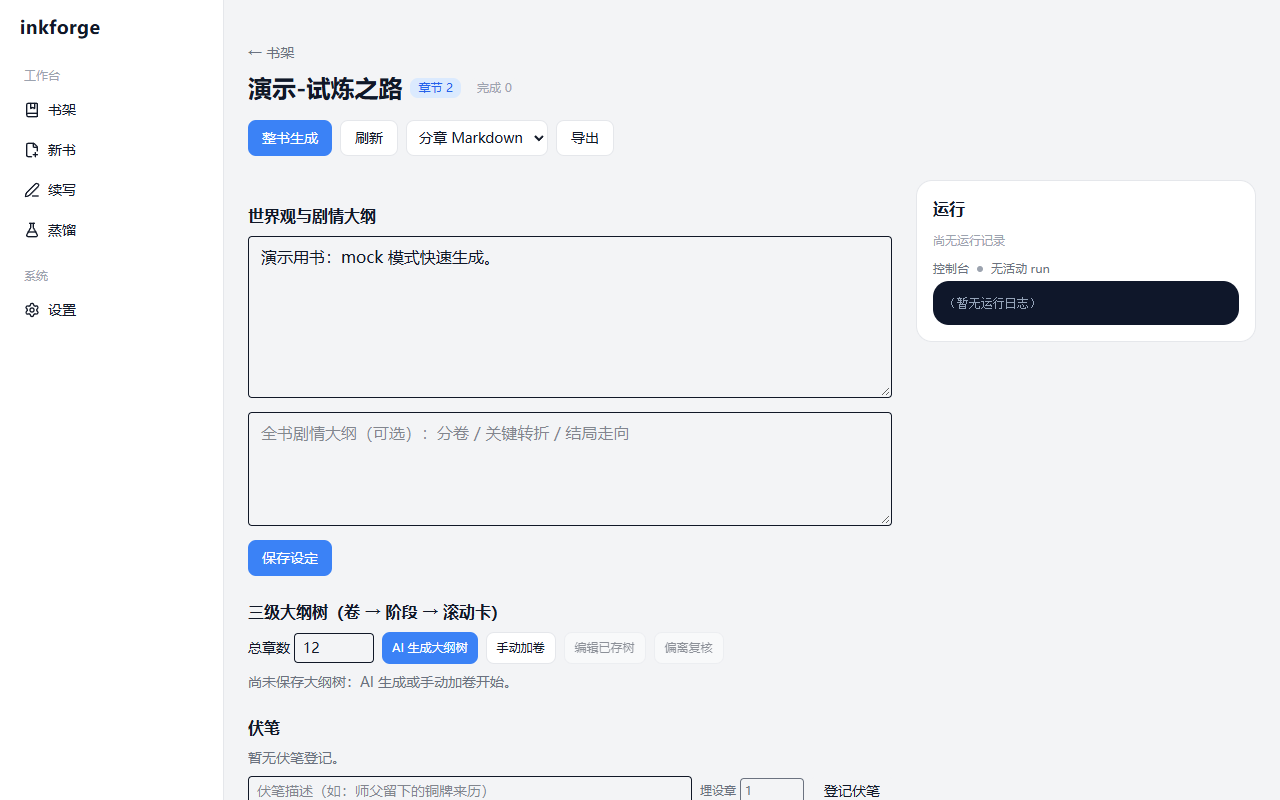 inkforge
工作台
书架
新书
续写
蒸馏
系统
设置
← 书架
演示-试炼之路 章节 2 完成 0
整书生成 刷新 分章 Markdown 导出
世界观与剧情大纲
演示用书：mock 模式快速生成。
全书剧情大纲（可选）：分卷 / 关键转折 / 结局走向
保存设定
三级大纲树（卷 → 阶段 → 滚动卡）
总章数 12 AI 生成大纲树 手动加卷 编辑已存树 偏离复核
尚未保存大纲树：AI 生成或手动加卷开始。
伏笔
暂无伏笔登记。
伏笔描述（如：师父留下的铜牌来历） 埋设章 1 登记伏笔
运行
尚无运行记录
控制台 无活动 run
（暂无运行日志）